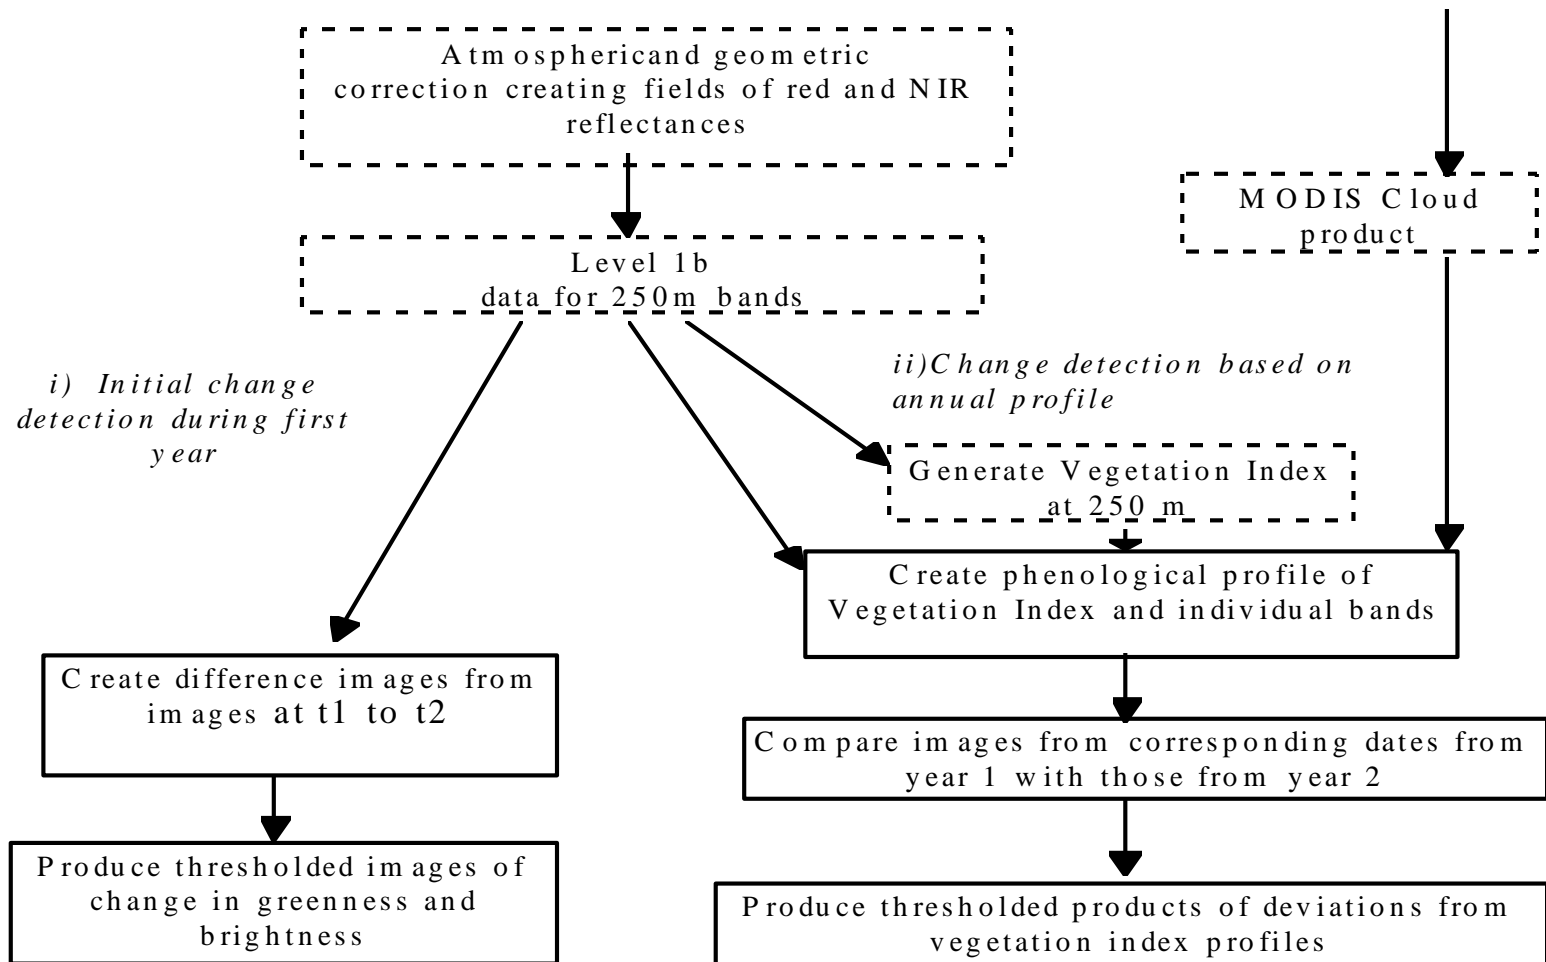 Atmosphericand geometric
correction creating fields of red and NIR
reflectances
MODIS Cloud
product
Level 1b
data for 250m bands
i) Initial change
detection during first
year
ii)Change detection based on
annual profile
Generate Vegetation Index
at 250 m
Create phenological profile of
Vegetation Index and individual bands
Create difference images from
images at t1 to t2
Compare images from corresponding dates from
year 1 with those from year 2
Produce thresholded images of
change in greenness and
brightness
Produce thresholded products of deviations from
vegetation index profiles